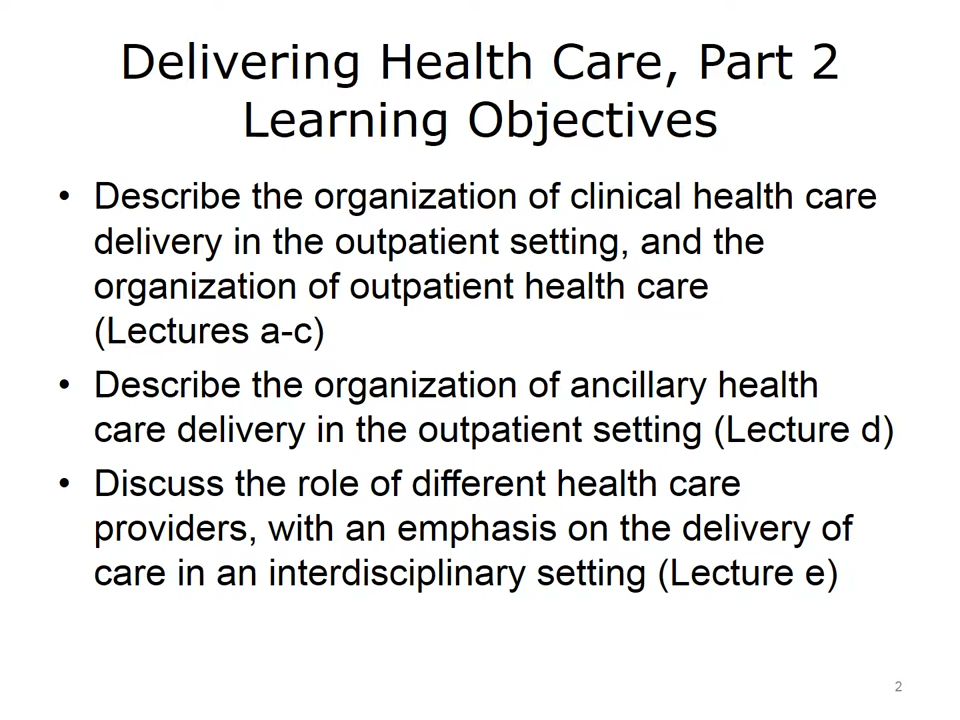 Delivering Health Care, Part 2
Learning Objectives
• Describe the organization of clinical health care
delivery in the outpatient setting, and the
organization of outpatient health care
(Lectures a-c)
• Describe the organization of ancillary health
care delivery in the outpatient setting (Lecture d)
• Discuss the role of different health care
providers, with an emphasis on the delivery of
care in an interdisciplinary setting (Lecture e)
2